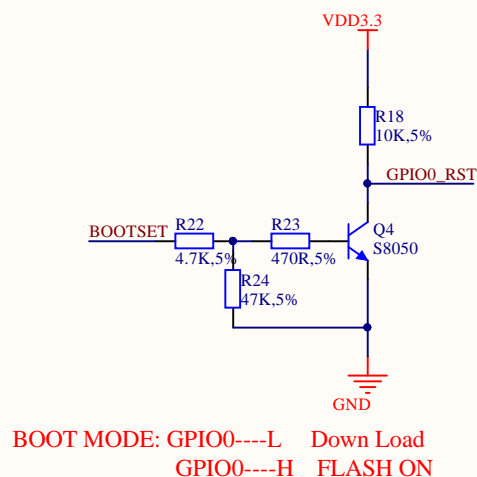 VDD3.3
R18
10K,5%
GPIO0_RST
BOOTSET
R22
4.7K,5%
R23
470R,5%
Q4
S8050
R24
47K,5%
GND
BOOT MODE: GPIO0----L Down Load
GPIO0----H FLASH ON